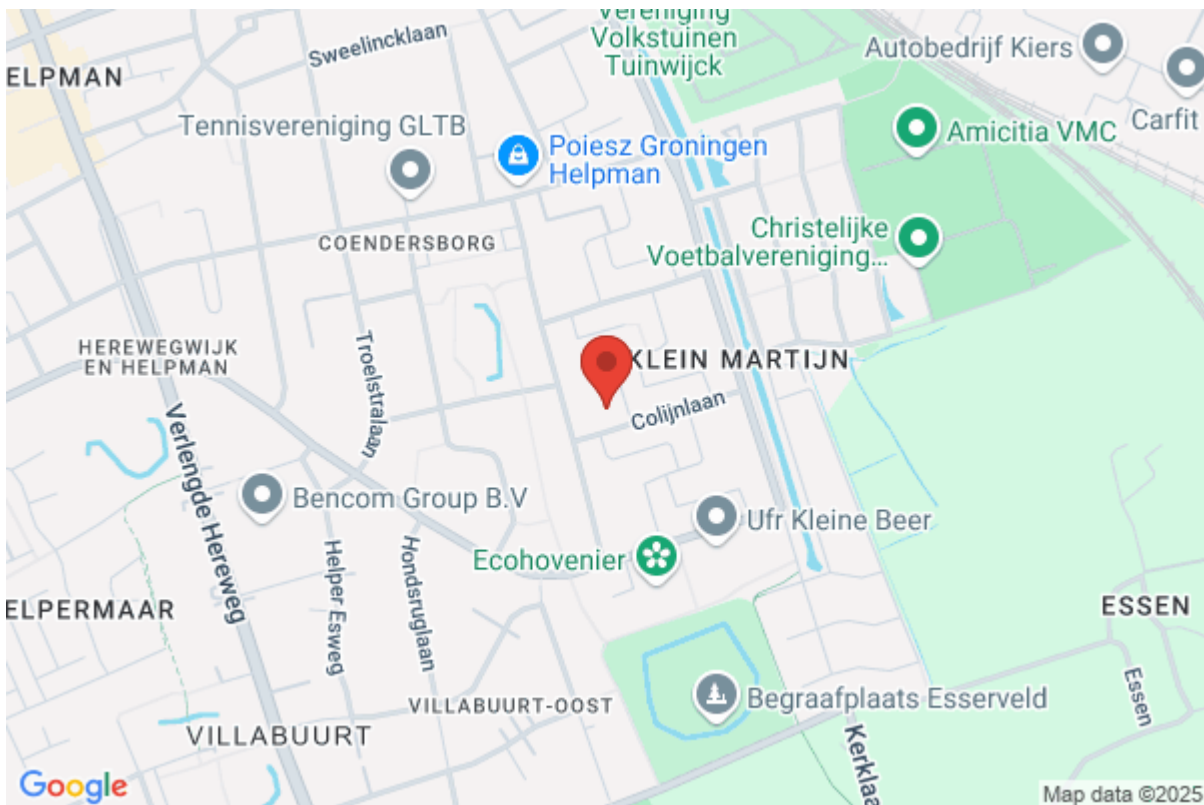 Vereniging
Volkstuinen
Tuinwijck
Sweelincklaan
Autobedrijf Kiers
ELPMAN
Carfit
Tennisvereniging GLTB
Amicitia VMC
Poiesz Groningen
Helpman
Christelijke
Voetbalvereniging...
COENDERSBORG
HEREWEGWIJK
EN HELPMAN
Troelstralaan
KLEIN MARTIJN
Colijnlaan
Verlengde Hereweg
Bencom Group B.V
Ufr Kleine Beer
Ecohovenier
Helper Esweg
Hondsruglaan
ELPERMAAR
ESSEN
Essen
VILLABUURT-OOST
Begraafplaats Esserveld
VILLABUURT
Kerklaa
Google
Map data ©2025